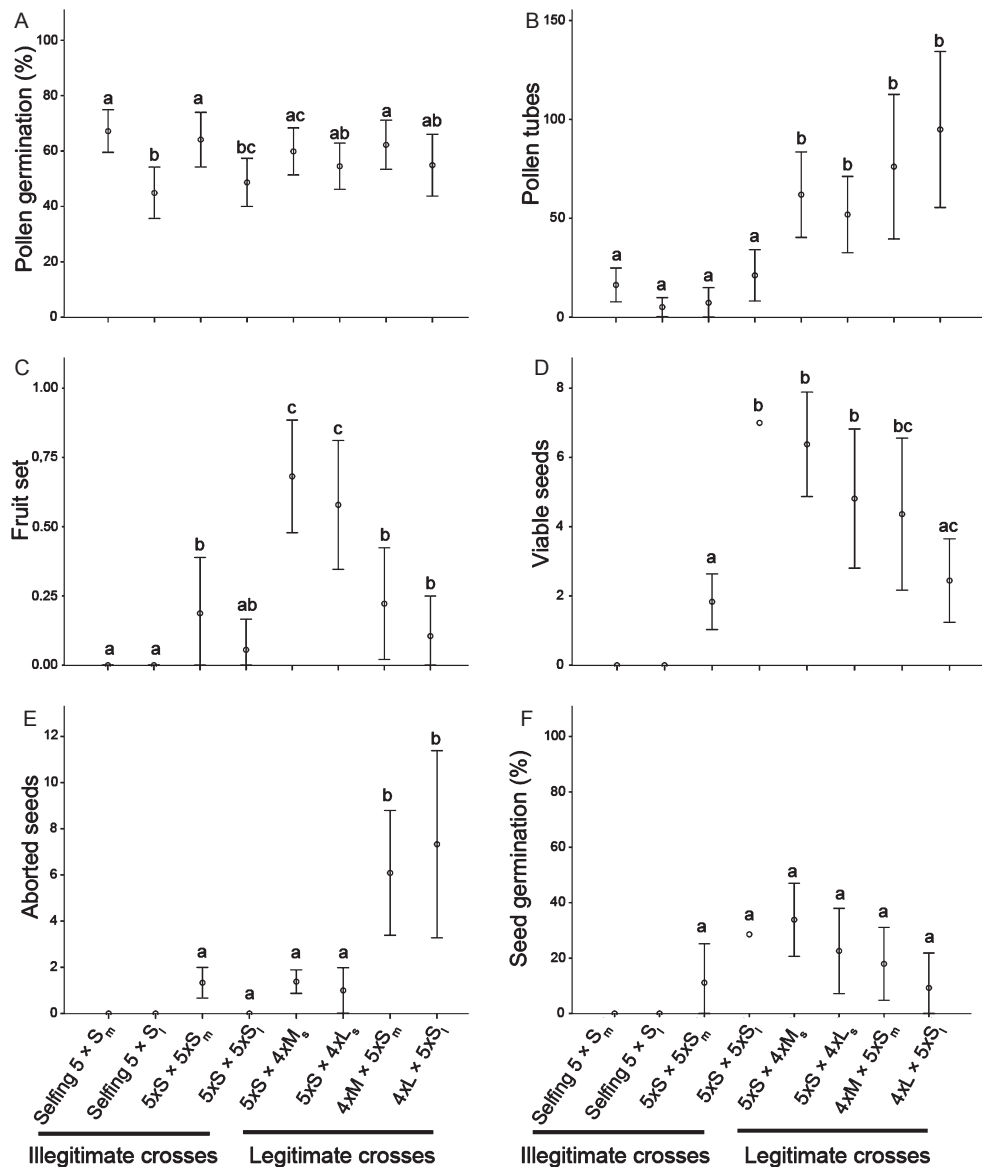 A
Pollen germination (%)
100
80
60
40
20
0
a
b
a
bc
ac
ab
a
ab
B
Pollen tubes
150
100
50
0
a
a
a
a
b
b
b
b
C
Fruit set
1.00
0,75
0.50
0.25
0.00
a
a
b
ab
c
c
b
b
D
Viable seeds
8
6
4
2
0
a
b
b
b
bc
ac
E
Aborted seeds
12
10
8
6
4
2
0
a
a
a
a
b
b
Selfing 5 × Sm
Selfing 5 × Sl
5xS × 5xSm
5xS × 5xSl
5xS × 4xMs
5xS × 4xLs
4xM × 5xSm
4xL × 5xSl
Illegitimate crosses
Legitimate crosses
F
Seed germination (%)
100
80
60
40
20
0
a
a
a
a
a
a
Selfing 5 × Sm
Selfing 5 × Sl
5xS × 5xSm
5xS × 5xSl
5xS × 4xMs
5xS × 4xLs
4xM × 5xSm
4xL × 5xSl
Illegitimate crosses
Legitimate crosses